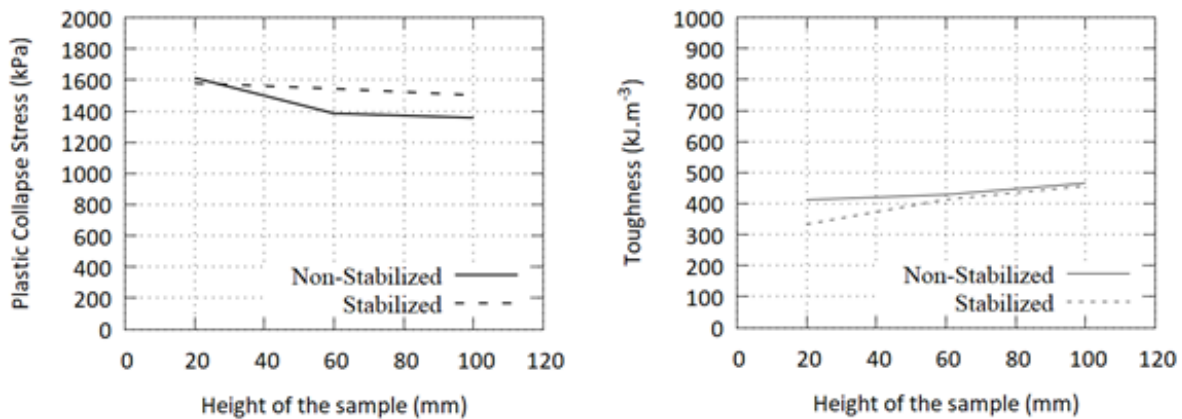 Plastic Collapse Stress (kPa)
2000
1800
1600
1400
1200
1000
800
600
400
200
0
Non-Stabilized
Stabilized
0 20 40 60 80 100 120
Height of the sample (mm)
Toughness (kJ.m⁻³)
1000
900
800
700
600
500
400
300
200
100
0
Non-Stabilized
Stabilized
0 20 40 60 80 100 120
Height of the sample (mm)